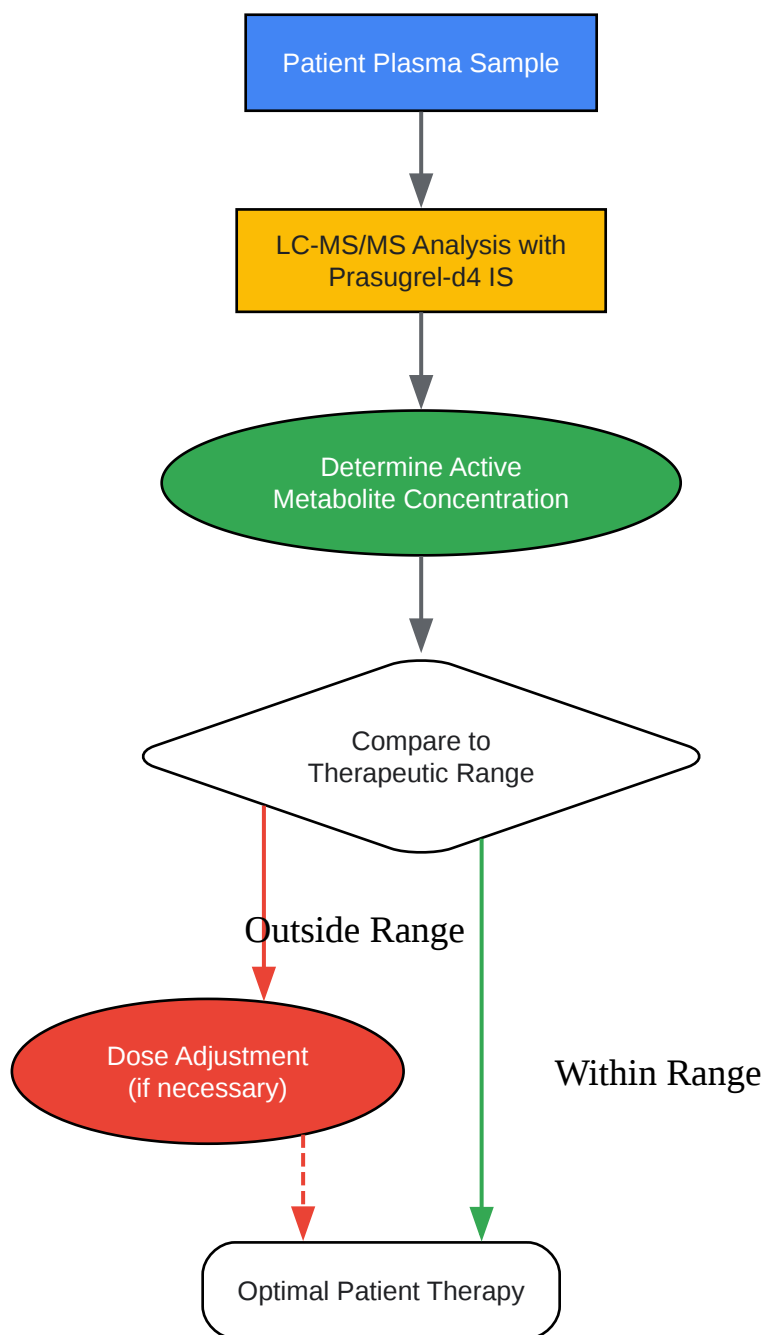 Patient Plasma Sample
LC-MS/MS Analysis with
Prasugrel-d4 IS
Determine Active
Metabolite Concentration
Compare to
Therapeutic Range
Outside Range
Dose Adjustment
(if necessary)
Within Range
Optimal Patient Therapy